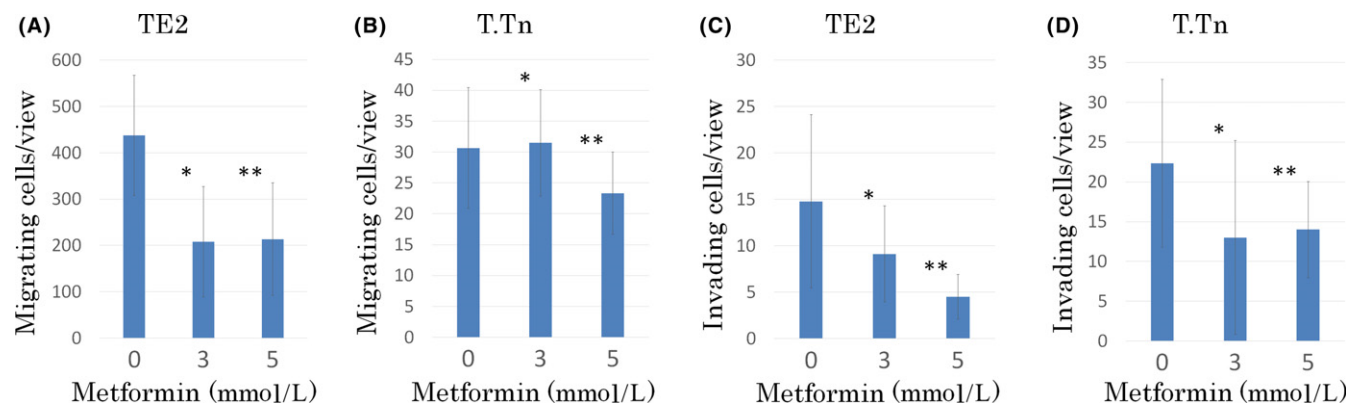 (A) TE2
Migrating cells/view
600
500
400
300
200
100
0
* **
0 3 5
Metformin (mmol/L)
(B) T.Tn
Migrating cells/view
45
40
35
30
25
20
15
10
5
0
* **
0 3 5
Metformin (mmol/L)
(C) TE2
Invading cells/view
30
25
20
15
10
5
0
* **
0 3 5
Metformin (mmol/L)
(D) T.Tn
Invading cells/view
35
30
25
20
15
10
5
0
* **
0 3 5
Metformin (mmol/L)